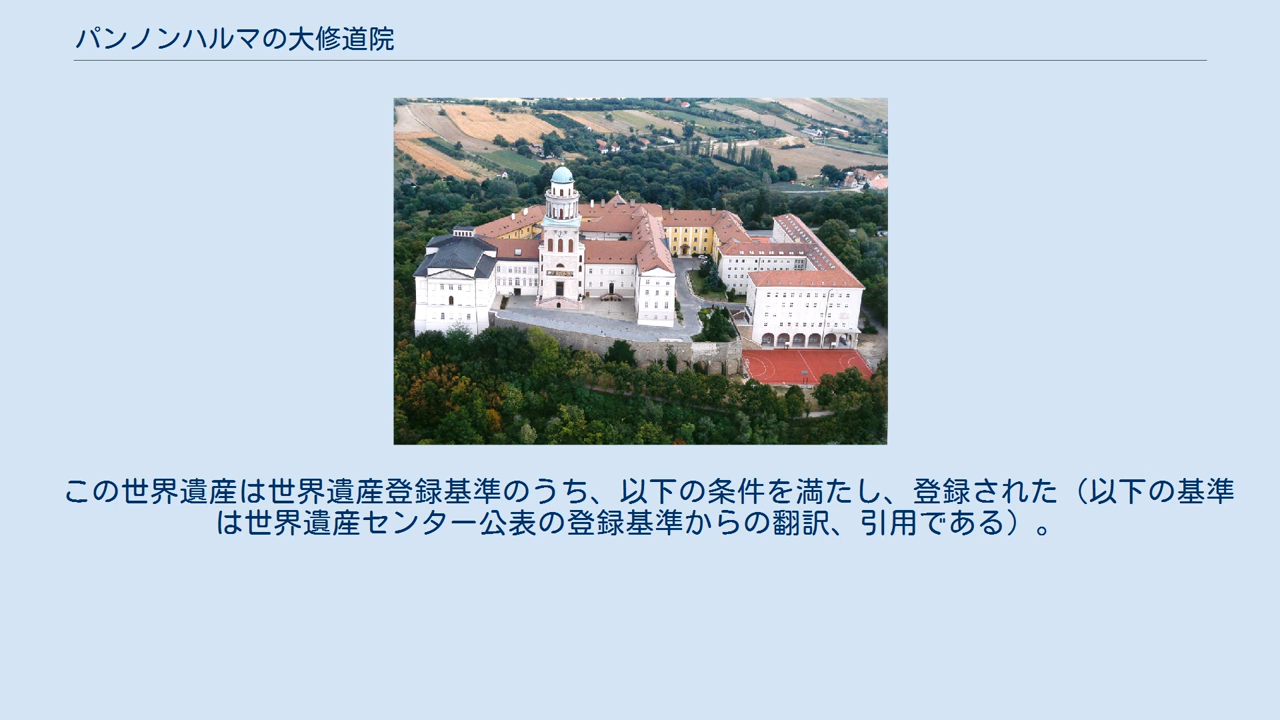 パンノンハルマの大修道院
この世界遺産は世界遺産登録基準のうち、以下の条件を満たし、登録された（以下の基準
は世界遺産センター公表の登録基準からの翻訳、引用である）。